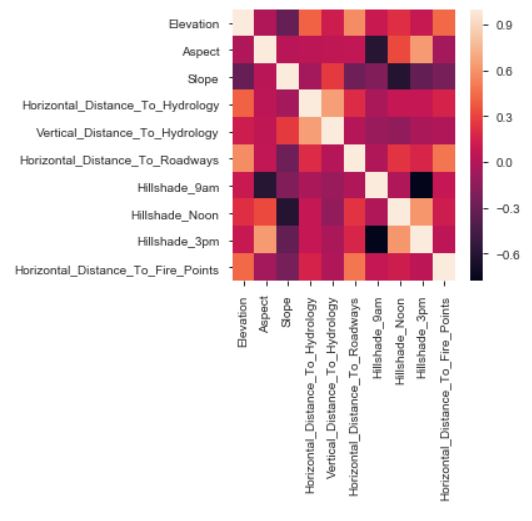 Elevation
Aspect
Slope
Horizontal_Distance_To_Hydrology
Vertical_Distance_To_Hydrology
Horizontal_Distance_To_Roadways
Hillshade_9am
Hillshade_Noon
Hillshade_3pm
Horizontal_Distance_To_Fire_Points
0.9
0.6
0.3
0.0
−0.3
−0.6
Elevation
Aspect
Slope
Horizontal_Distance_To_Hydrology
Vertical_Distance_To_Hydrology
Horizontal_Distance_To_Roadways
Hillshade_9am
Hillshade_Noon
Hillshade_3pm
Horizontal_Distance_To_Fire_Points